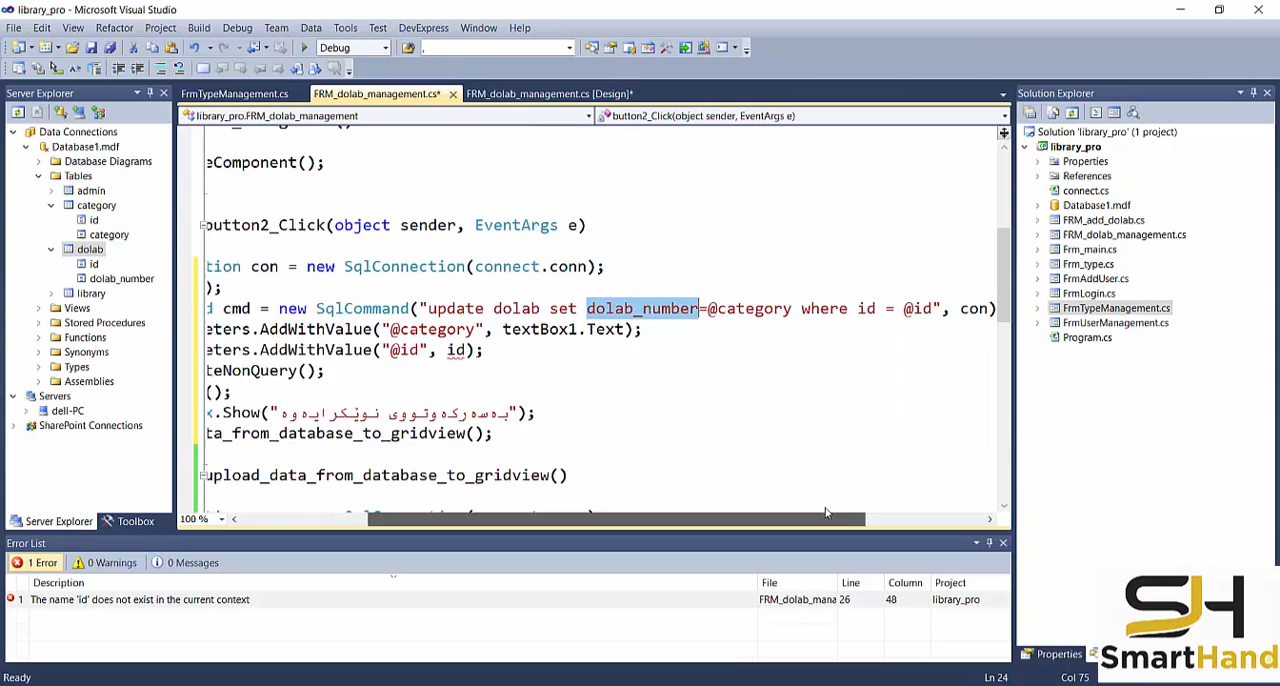 library_pro - Microsoft Visual Studio
File Edit View Refactor Project Build Debug Team Data Tools Test DevExpress Window Help
Debug ,
Server Explorer
Data Connections
Database1.mdf
Database Diagrams
Tables
admin
category
id
category
dolab
id
dolab_number
library
Views
Stored Procedures
Functions
Synonyms
Types
Assemblies
Servers
dell-PC
SharePoint Connections
Server Explorer Toolbox
FrmTypeManagement.cs FRM_dolab_management.cs* FRM_dolab_management.cs [Design]*
library_pro.FRM_dolab_management button2_Click(object sender, EventArgs e)
eComponent();
outton2_Click(object sender, EventArgs e)
tion con = new SqlConnection(connect.conn);
);
d cmd = new SqlCommand("update dolab set dolab_number=@category where id = @id", con)
eters.AddWithValue("@category", textBox1.Text);
eters.AddWithValue("@id", id);
teNonQuery();
();
x.Show("بەسەرکەوتووی نوێکرایەوە");
ta_from_database_to_gridview();
upload_data_from_database_to_gridview()
100 %
Solution Explorer
Solution 'library_pro' (1 project)
library_pro
Properties
References
connect.cs
Database1.mdf
FRM_add_dolab.cs
FRM_dolab_management.cs
Frm_main.cs
Frm_type.cs
FrmAddUser.cs
FrmLogin.cs
FrmTypeManagement.cs
FrmUserManagement.cs
Program.cs
Properties
Error List
1 Error 0 Warnings 0 Messages
Description File Line Column Project
1 The name 'id' does not exist in the current context FRM_dolab_mana 26 48 library_pro
SH
SmartHand
Ready Ln 24 Col 75